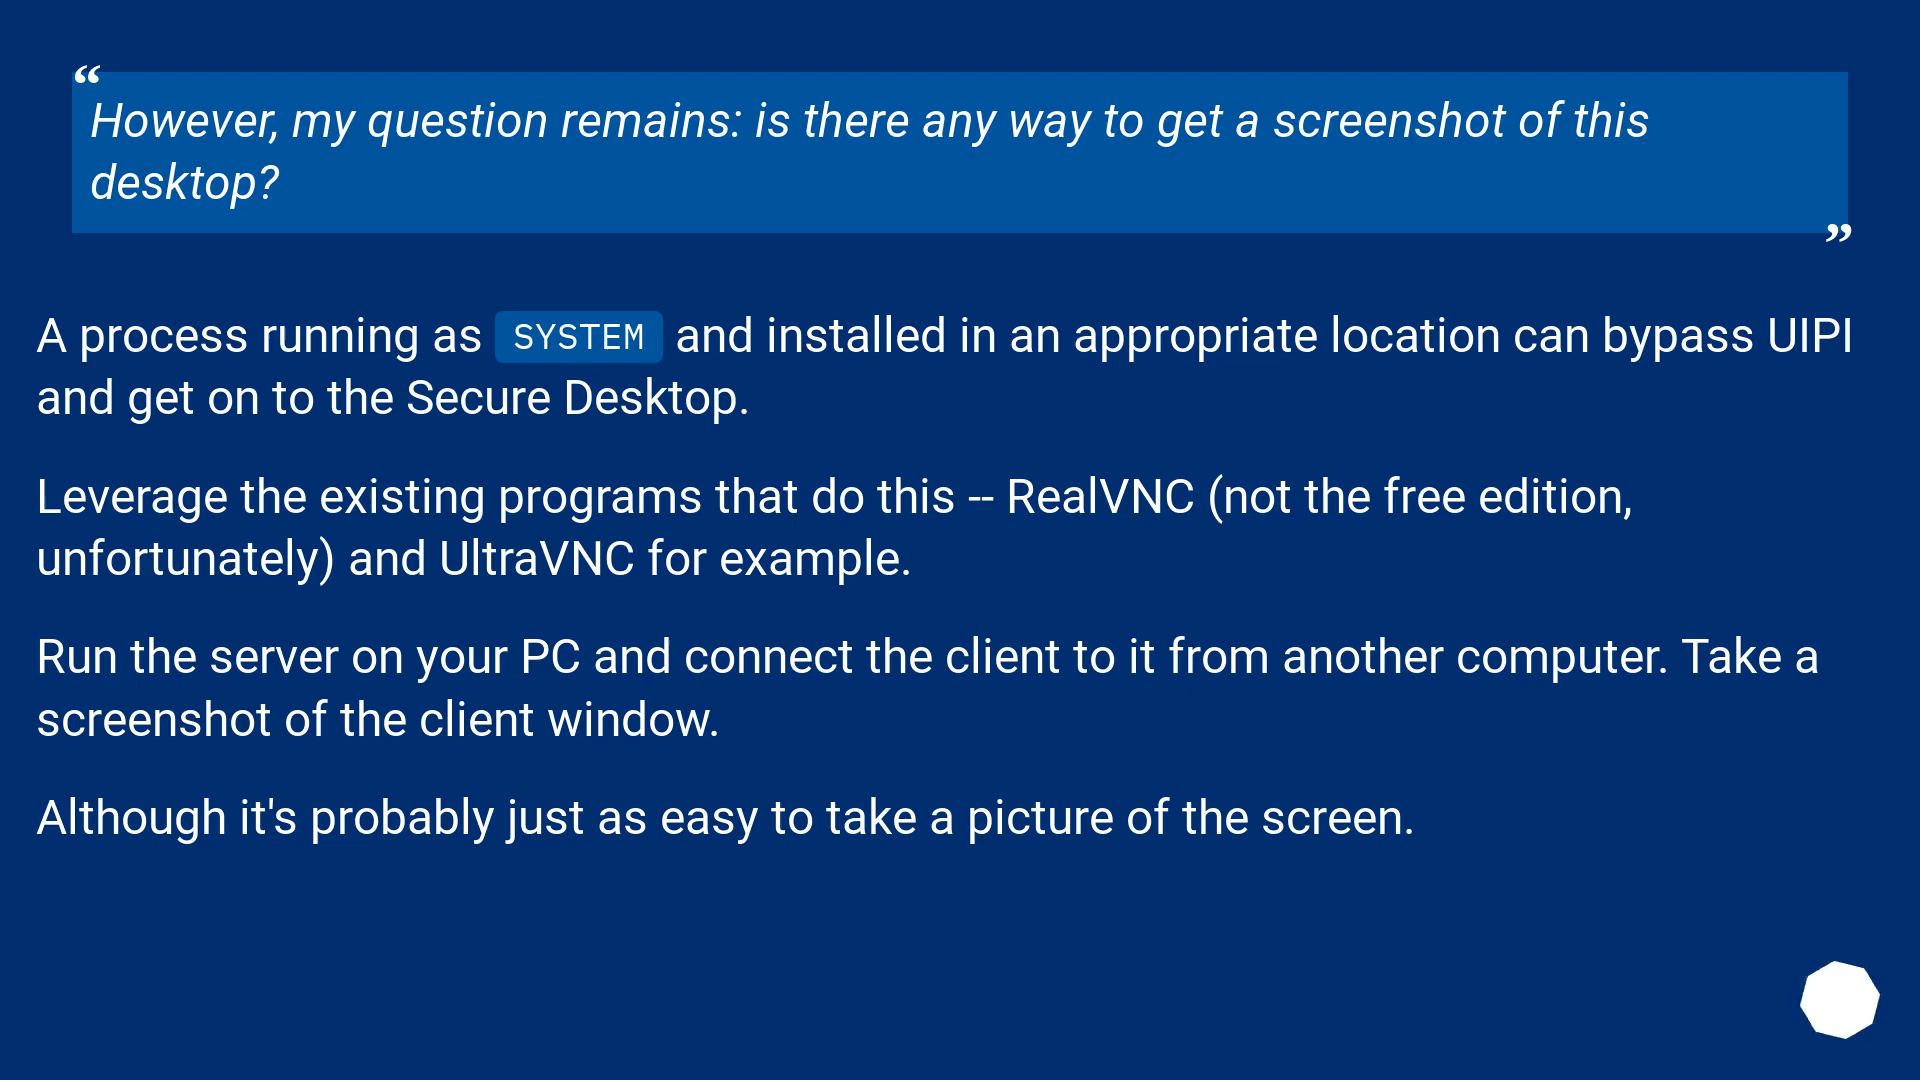 “
However, my question remains: is there any way to get a screenshot of this
desktop?
”
A process running as SYSTEM and installed in an appropriate location can bypass UIPI
and get on to the Secure Desktop.
Leverage the existing programs that do this -- RealVNC (not the free edition,
unfortunately) and UltraVNC for example.
Run the server on your PC and connect the client to it from another computer. Take a
screenshot of the client window.
Although it's probably just as easy to take a picture of the screen.